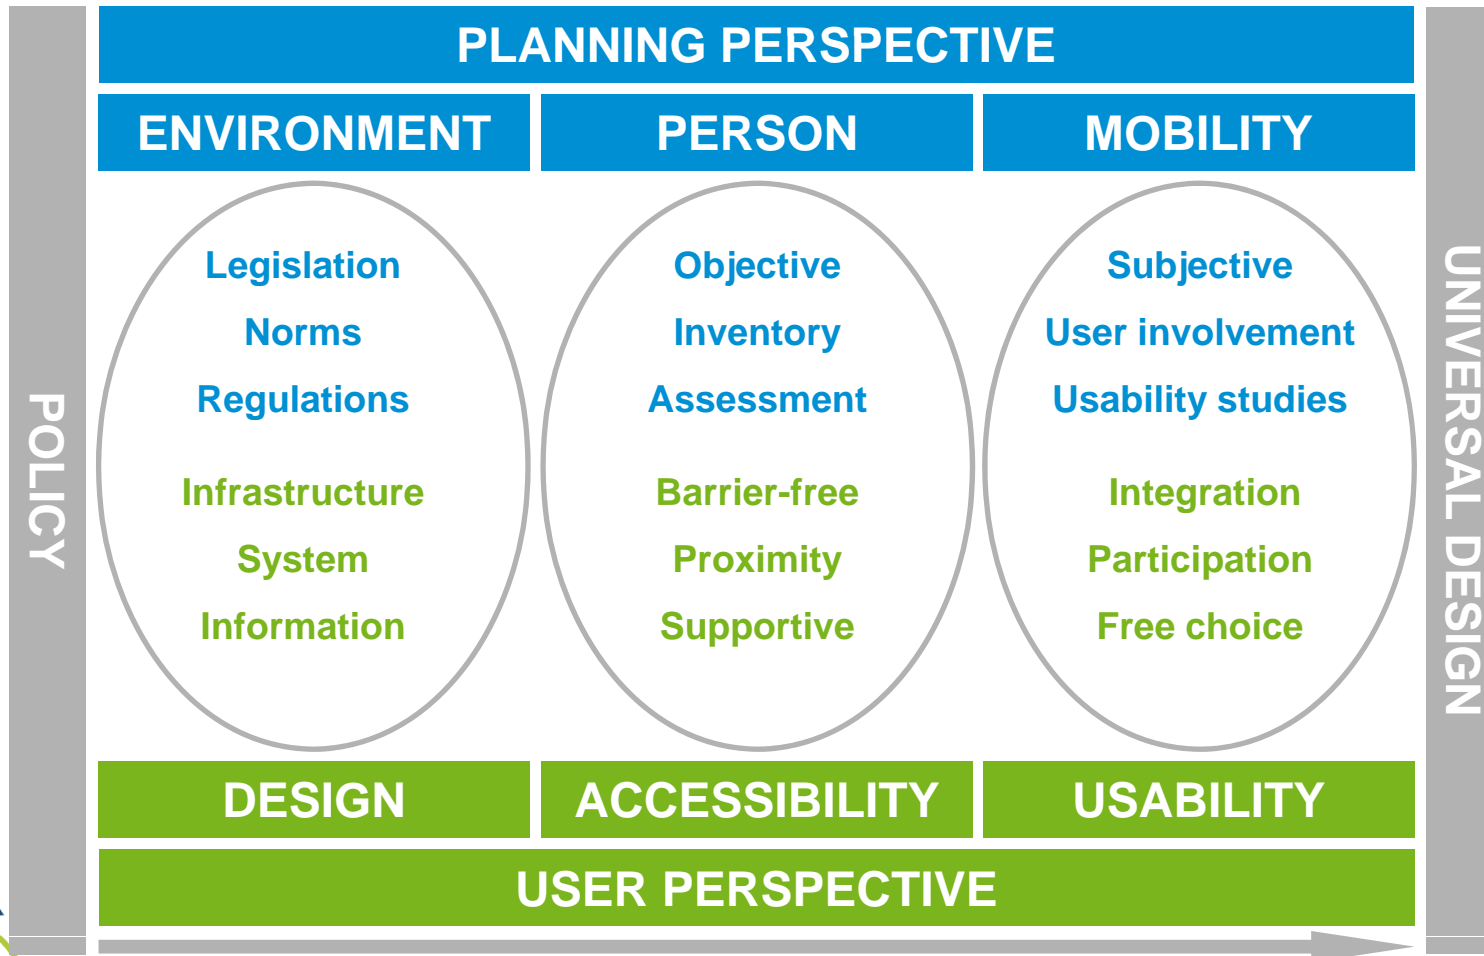 PLANNING PERSPECTIVE
ENVIRONMENT
PERSON
MOBILITY
POLICY
Legislation
Norms
Regulations
Infrastructure
System
Information
Objective
Inventory
Assessment
Barrier-free
Proximity
Supportive
Subjective
User involvement
Usability studies
Integration
Participation
Free choice
UNIVERSAL DESIGN
DESIGN
ACCESSIBILITY
USABILITY
USER PERSPECTIVE